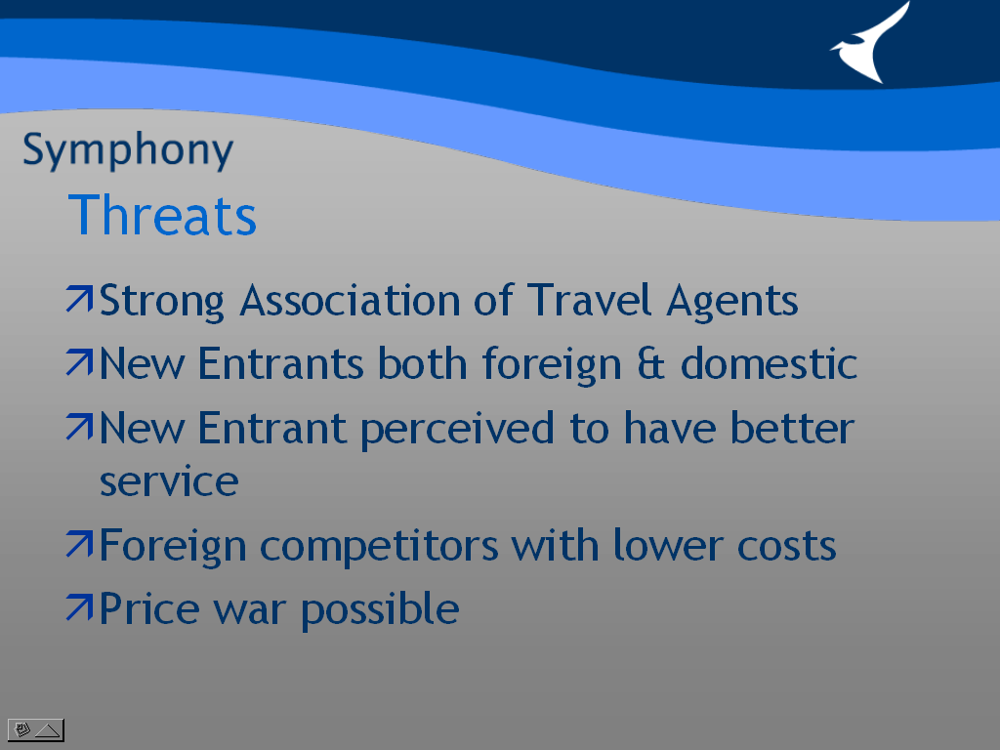 Symphony
Threats
Strong Association of Travel Agents
New Entrants both foreign & domestic
New Entrant perceived to have better
service
Foreign competitors with lower costs
Price war possible